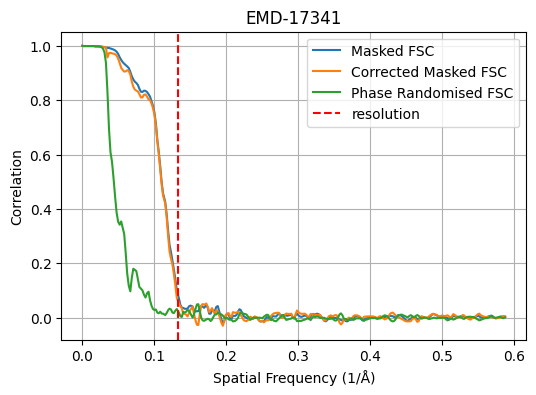 EMD-17341
Masked FSC
Corrected Masked FSC
Phase Randomised FSC
resolution
Correlation
1.0
0.8
0.6
0.4
0.2
0.0
0.0 0.1 0.2 0.3 0.4 0.5 0.6
Spatial Frequency (1/Å)